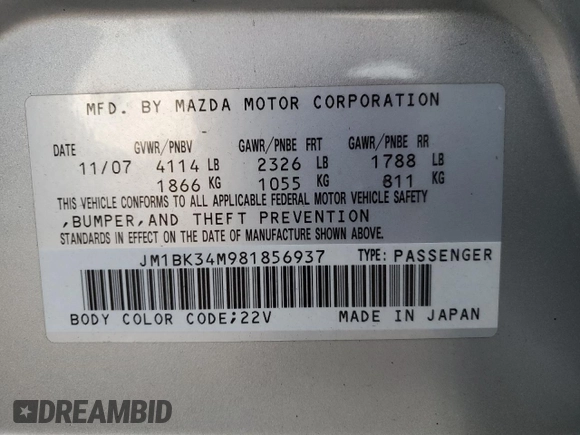 MFD. BY MAZDA MOTOR CORPORATION
DATE GVWR/PNBV GAWR/PNBE FRT GAWR/PNBE RR
11/07 4114 LB 2326 LB 1788 LB
1866 KG 1055 KG 811 KG
THIS VEHICLE CONFORMS TO ALL APPLICABLE FEDERAL MOTOR VEHICLE SAFETY
,BUMPER,AND THEFT PREVENTION
STANDARDS IN EFFECT ON THE DATE OF MANUFACTURE SHOWN ABOVE.
JM1BK34M981856937 TYPE: PASSENGER
BODY COLOR CODE;22V MADE IN JAPAN
DREAMBID